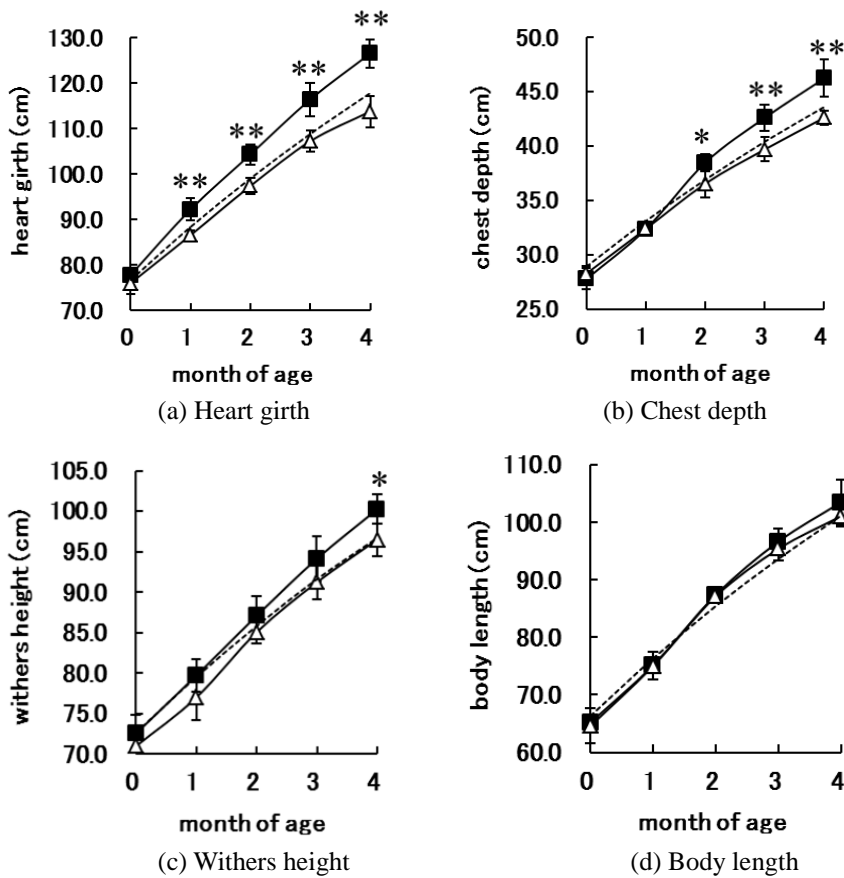 **
130.0
**
120.0
**
110.0
**
100.0
90.0
80.0
70.0
heart girth (cm)
0 1 2 3 4
month of age
(a) Heart girth
50.0
**
45.0
**
40.0
*
35.0
30.0
25.0
chest depth (cm)
0 1 2 3 4
month of age
(b) Chest depth
105.0
*
100.0
95.0
90.0
85.0
80.0
75.0
70.0
withers height (cm)
0 1 2 3 4
month of age
(c) Withers height
110.0
100.0
90.0
80.0
70.0
60.0
body length (cm)
0 1 2 3 4
month of age
(d) Body length